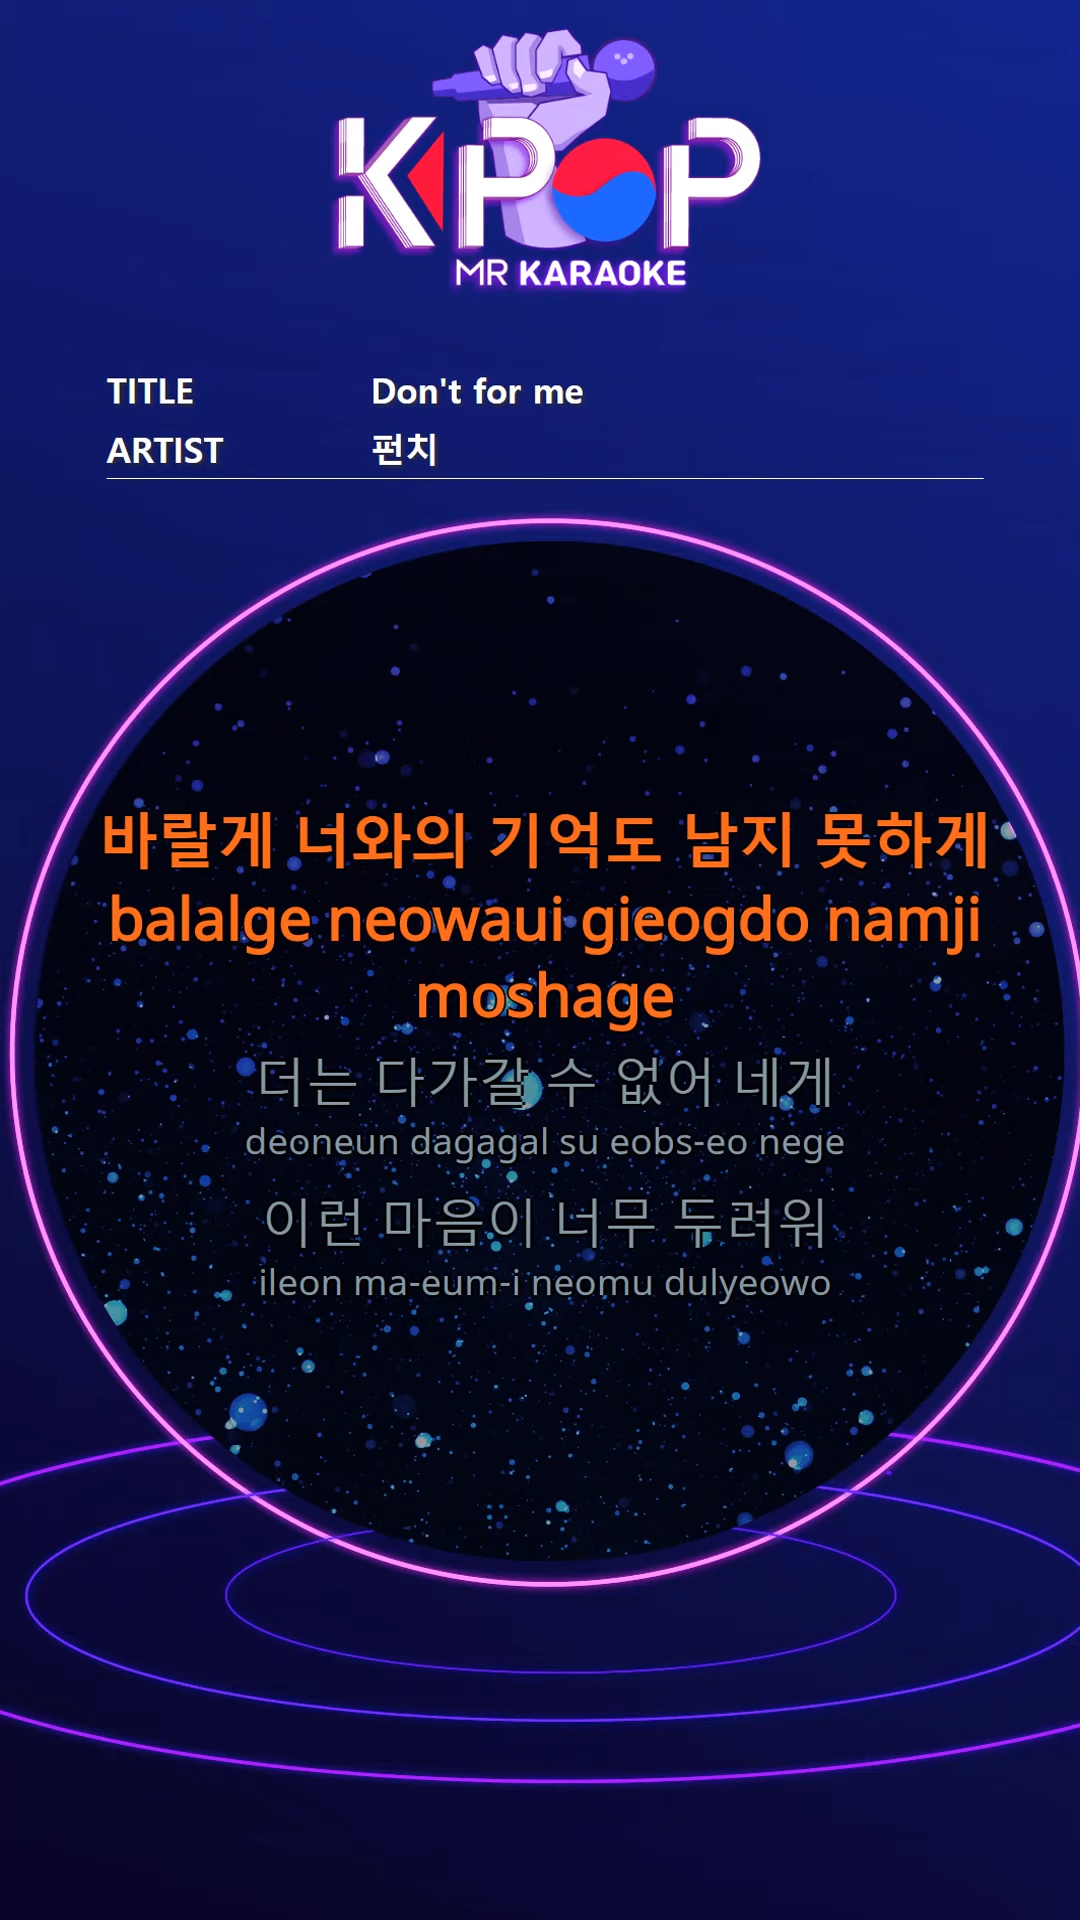 KPOP
MR KARAOKE
TITLE Don't for me
ARTIST 펀치
바랄게 너와의 기억도 남지 못하게
balalge neowaui gieogdo namji
moshage
더는 다가갈 수 없어 네게
deoneun dagagal su eobs-eo nege
이런 마음이 너무 두려워
ileon ma-eum-i neomu dulyeowo